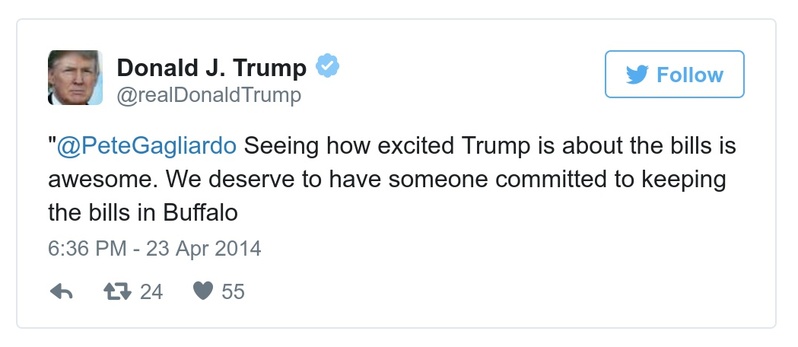 Donald J. Trump
@realDonaldTrump
Follow
"@PeteGagliardo Seeing how excited Trump is about the bills is
awesome. We deserve to have someone committed to keeping
the bills in Buffalo
6:36 PM - 23 Apr 2014
24 55